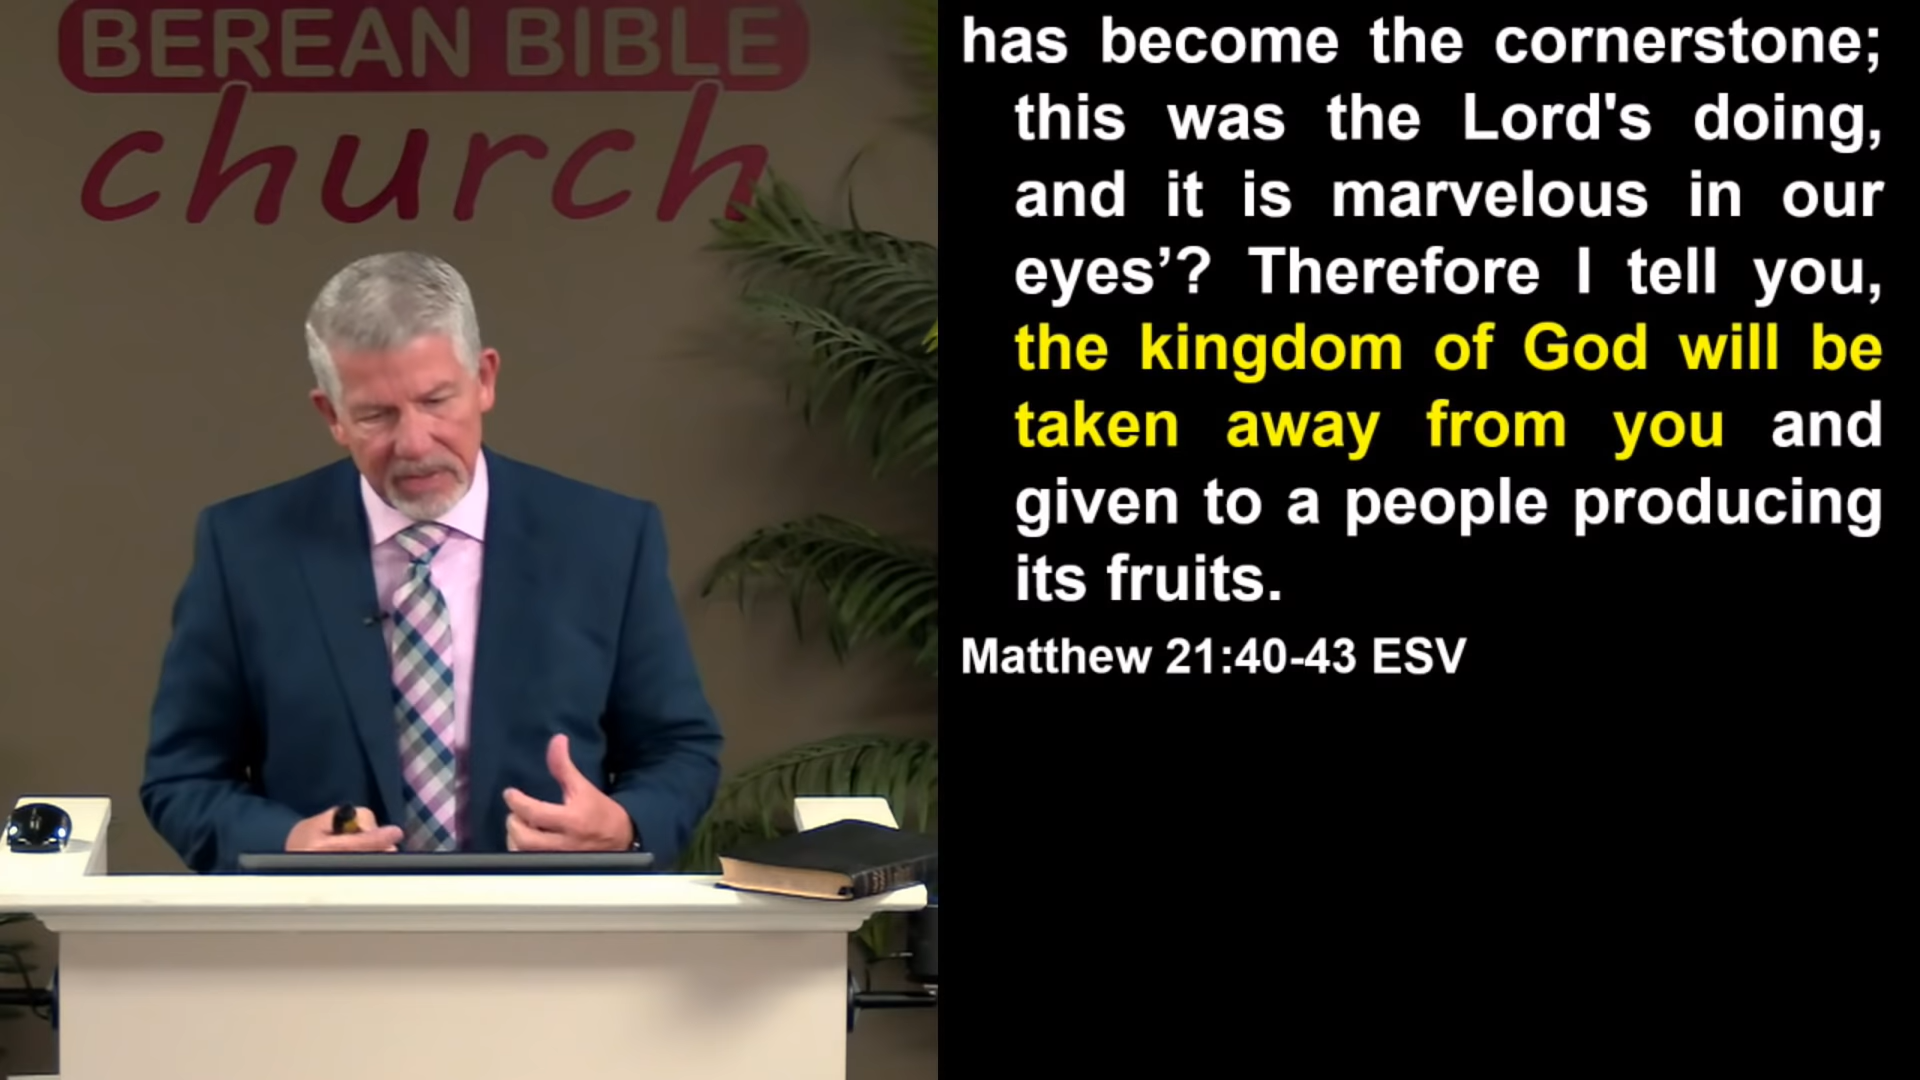 BEREAN BIBLE
church
has become the cornerstone;
this was the Lord's doing,
and it is marvelous in our
eyes’? Therefore I tell you,
the kingdom of God will be
taken away from you and
given to a people producing
its fruits.
Matthew 21:40-43 ESV